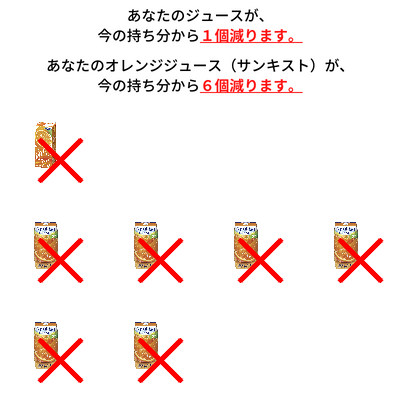 あなたのジュースが、
今の持ち分から１個減ります。
あなたのオレンジジュース（サンキスト）が、
今の持ち分から６個減ります。